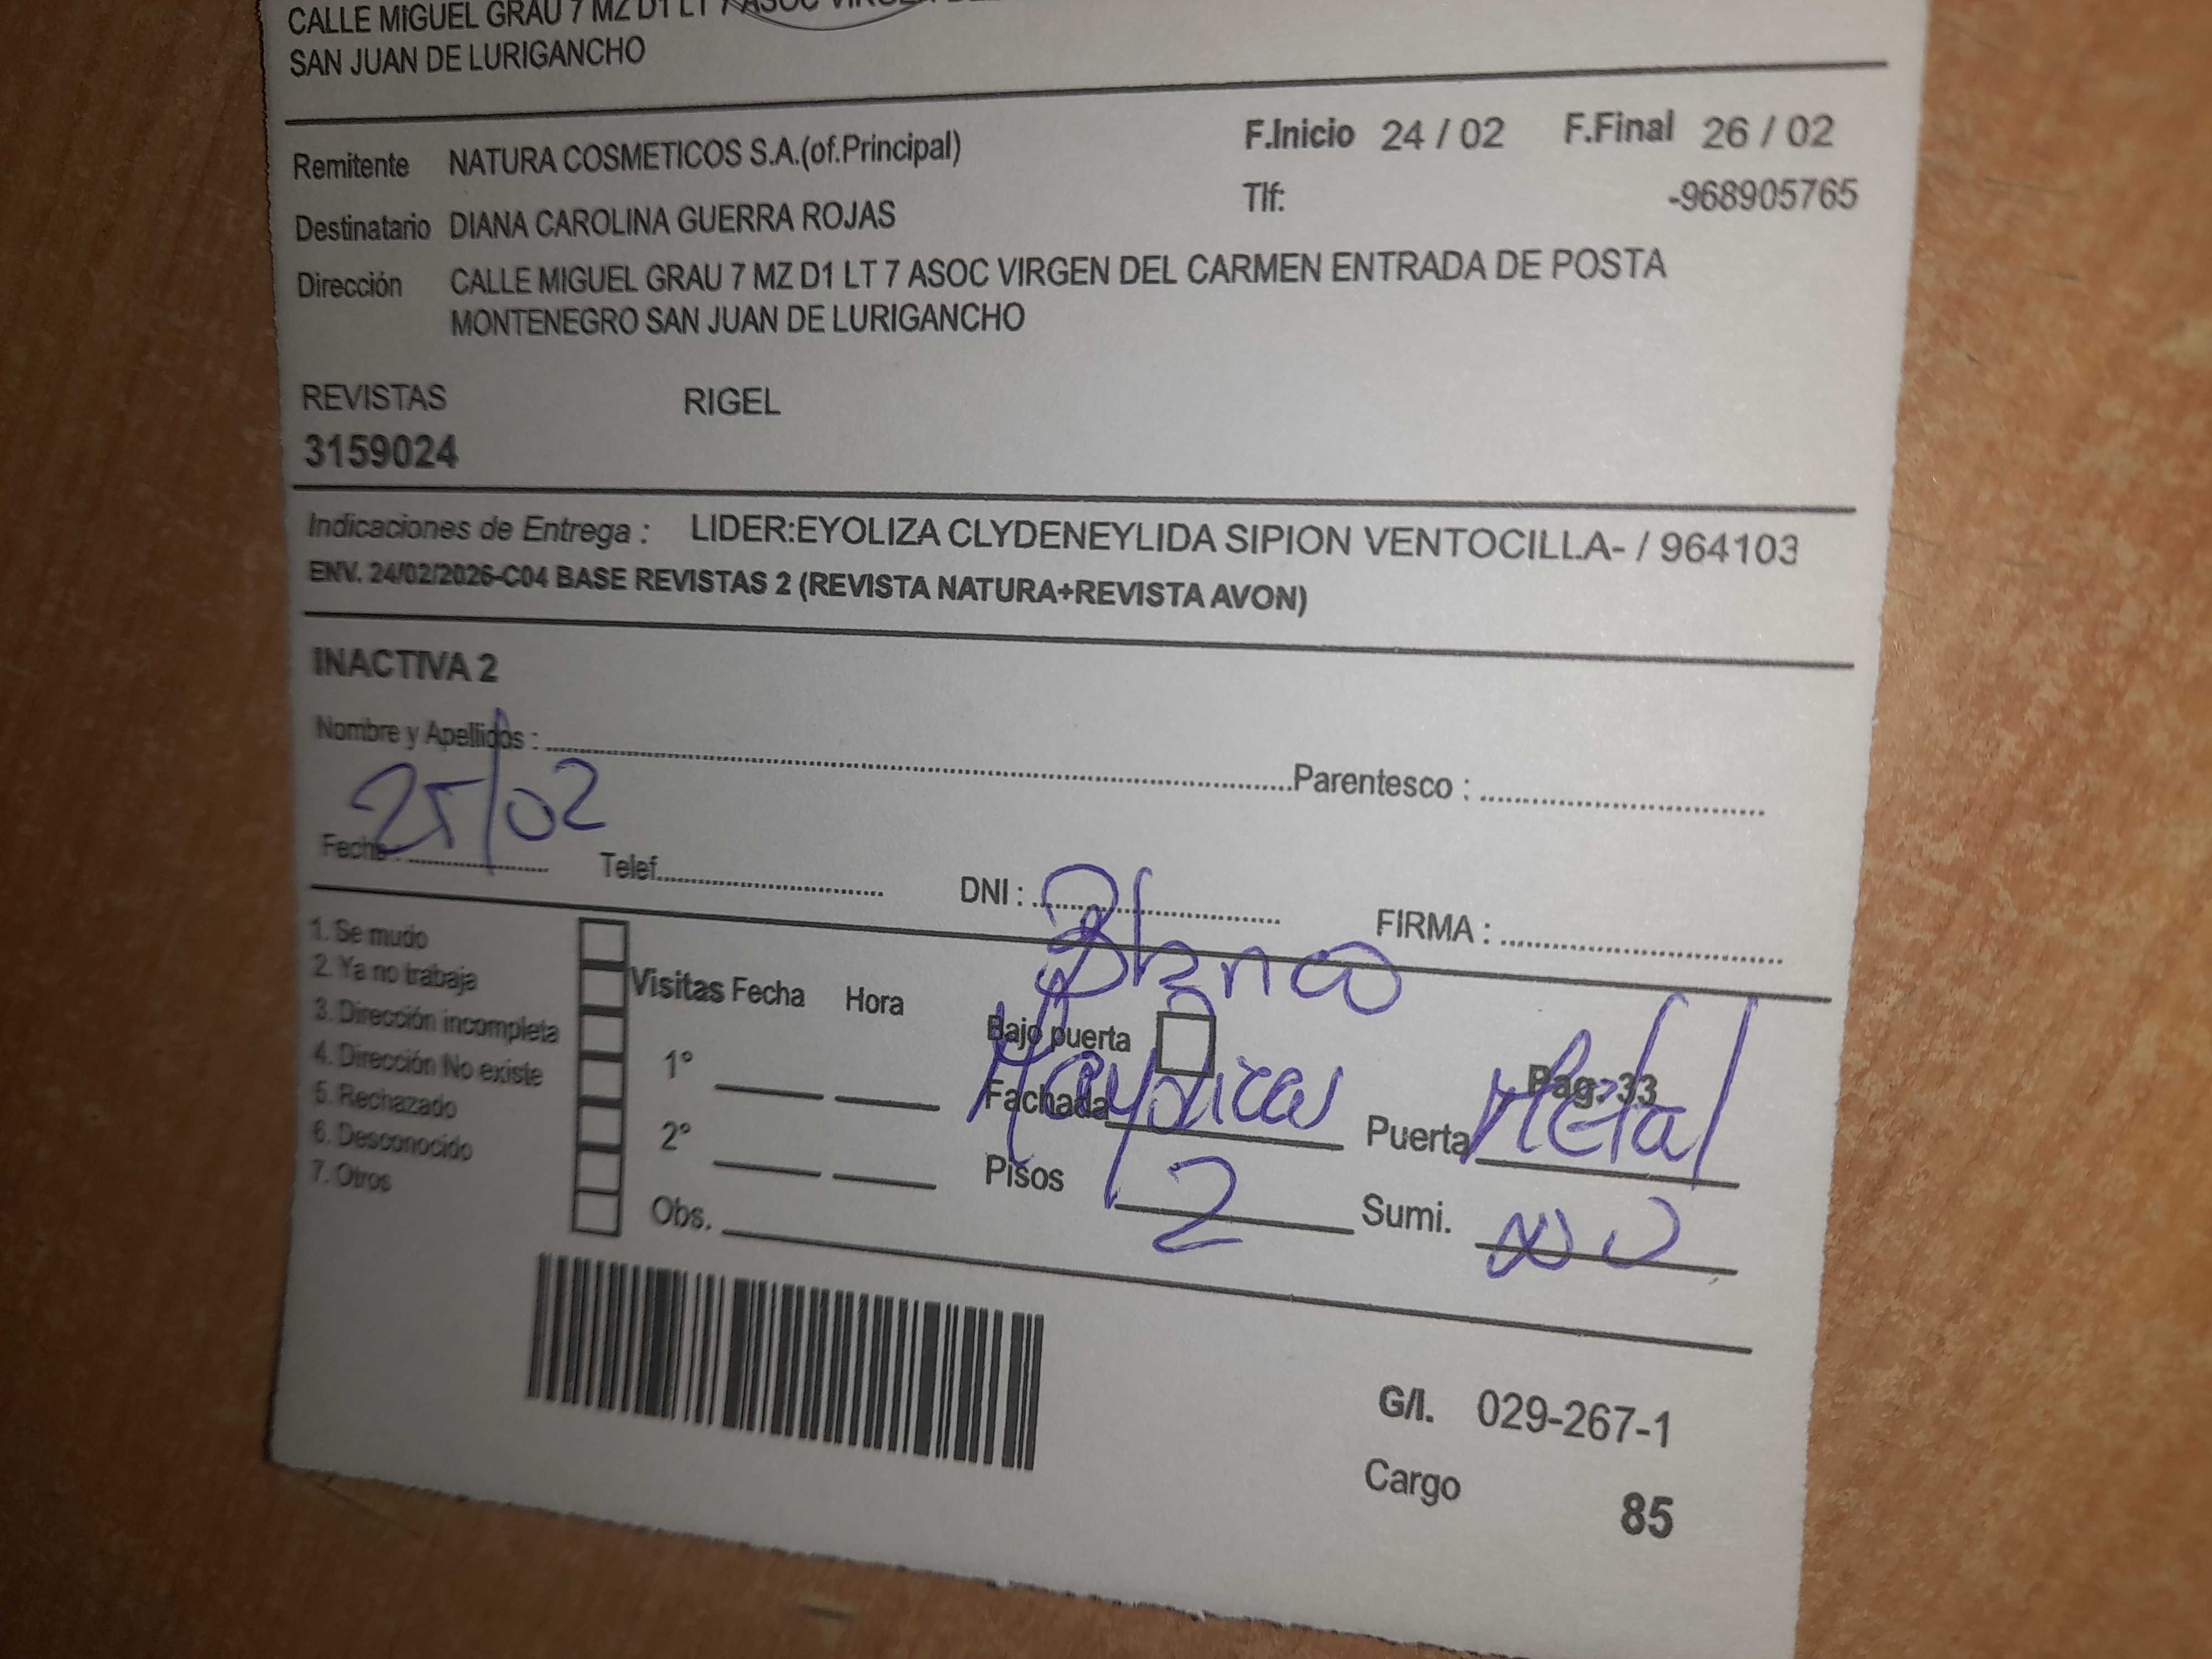 CALLE MIGUEL GRAU 7 MZ D1 LT 7 ASOC
SAN JUAN DE LURIGANCHO
Remitente NATURA COSMETICOS S.A.(of.Principal) F.Inicio 24 / 02 F.Final 26 / 02
Destinatario DIANA CAROLINA GUERRA ROJAS Tlf: -968905765
Dirección CALLE MIGUEL GRAU 7 MZ D1 LT 7 ASOC VIRGEN DEL CARMEN ENTRADA DE POSTA
MONTENEGRO SAN JUAN DE LURIGANCHO
REVISTAS RIGEL
3159024
Indicaciones de Entrega : LIDER:EYOLIZA CLYDENEYLIDA SIPION VENTOCILLA- / 964103
ENV. 24/02/2026-C04 BASE REVISTAS 2 (REVISTA NATURA+REVISTA AVON)
INACTIVA 2
Nombre y Apellidos : Parentesco :
25/02
Fecha : Telef. DNI : FIRMA :
Blanco
1. Se mudo
2. Ya no trabaja
3. Dirección incompleta
4. Dirección No existe
5. Rechazado
6. Desconocido
7. Otros
Visitas Fecha Hora
1°
2°
Obs.
Bajo puerta Pag: 33
Fachada Mayolica Puerta Metal
Pisos 2 Sumi.
G/I. 029-267-1
Cargo 85